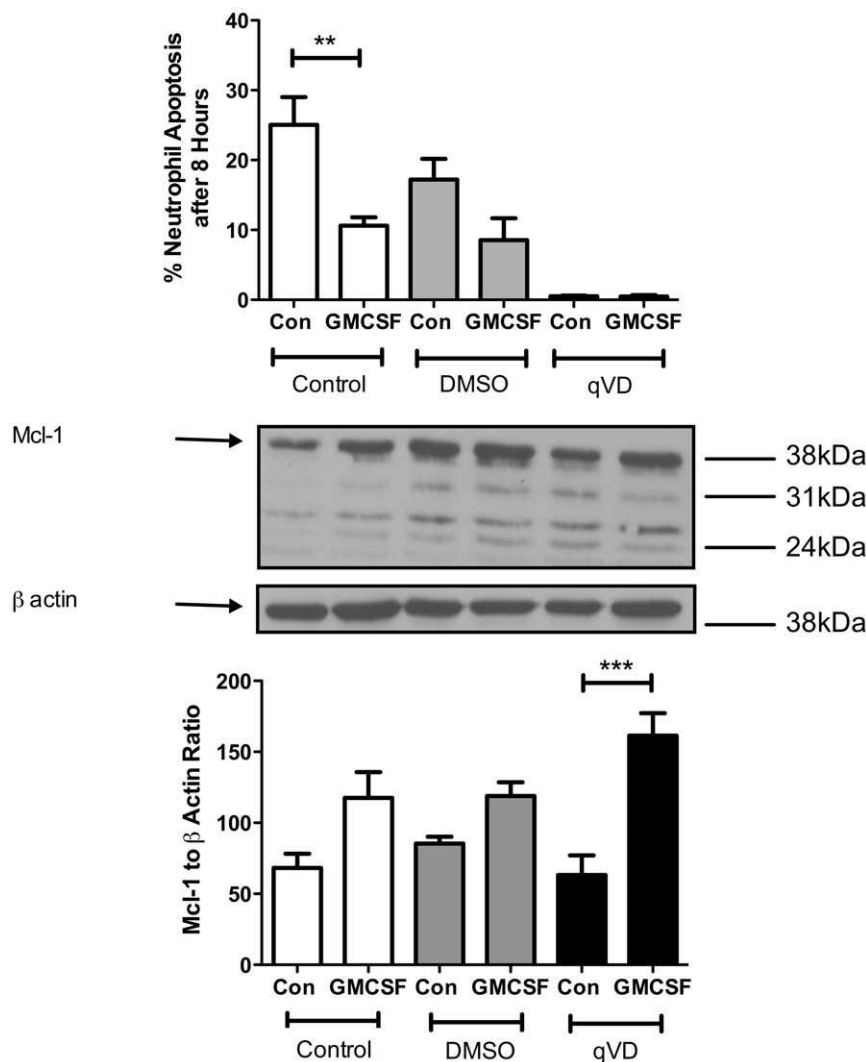 % Neutrophil Apoptosis
after 8 Hours
40
30
20
10
0
**
Con GMCSF Con GMCSF Con GMCSF
Control DMSO qVD
Mcl-1
38kDa
31kDa
24kDa
β actin
38kDa
Mcl-1 to β Actin Ratio
200
150
100
50
0
***
Con GMCSF Con GMCSF Con GMCSF
Control DMSO qVD